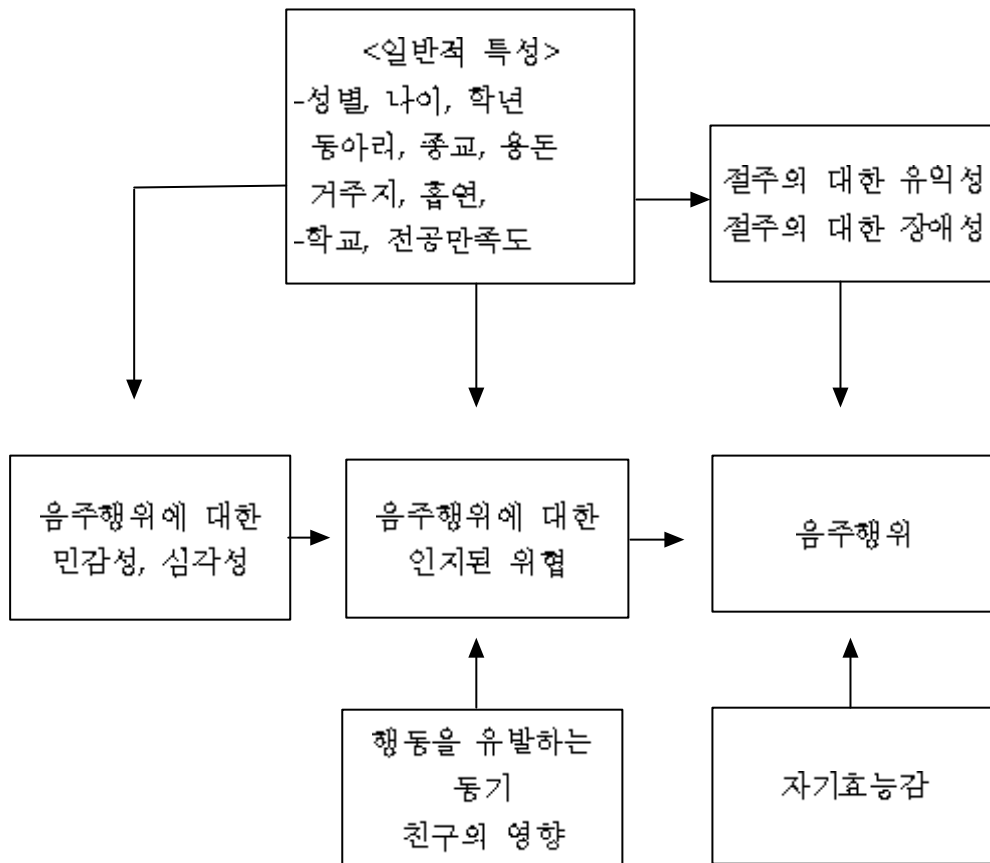 <일반적 특성>
-성별, 나이, 학년
동아리, 종교, 용돈
거주지, 흡연,
-학교, 전공만족도
절주의 대한 유익성
절주의 대한 장애성
음주행위에 대한
민감성, 심각성
음주행위에 대한
인지된 위협
음주행위
행동을 유발하는
동기
친구의 영향
자기효능감